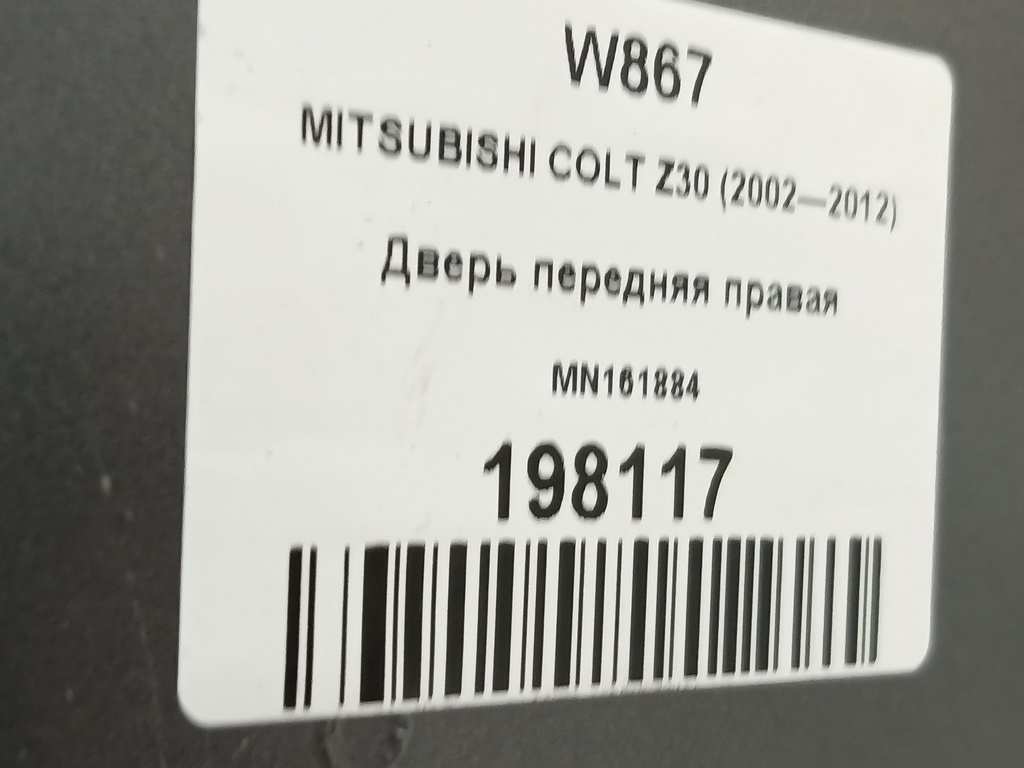 W867
MITSUBISHI COLT Z30 (2002—2012)
Дверь передняя правая
MN161884
198117